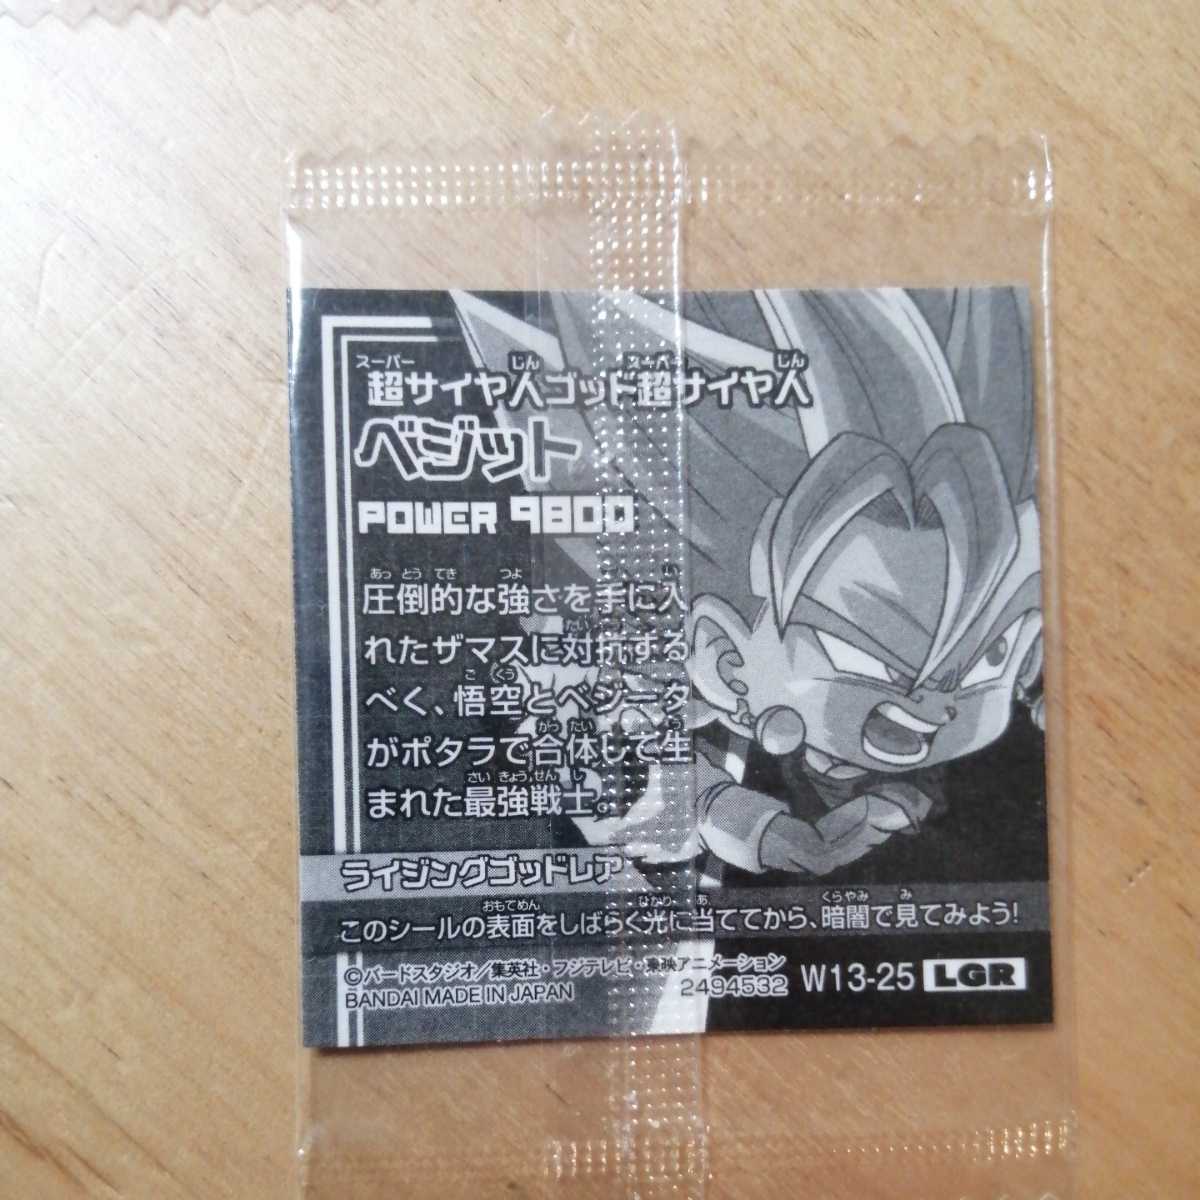 スーパー じん スーパー じん
超サイヤ人ゴッド超サイヤ人
ベジット
POWER 9800
あっ とう てき つよ
圧倒的な強さを手に入
たい こう
れたザマスに対抗する
ご くう
べく、悟空とベジータ
がっ たい
がポタラで合体して生
さい きょう せん し
まれた最強戦士。
ライジングゴッドレア
おもてめん ひかり あ くらやみ み
このシールの表面をしばらく光に当ててから、暗闇で見てみよう!
©バードスタジオ/集英社・フジテレビ・東映アニメーション
BANDAI MADE IN JAPAN 2494532 W13-25 LGR